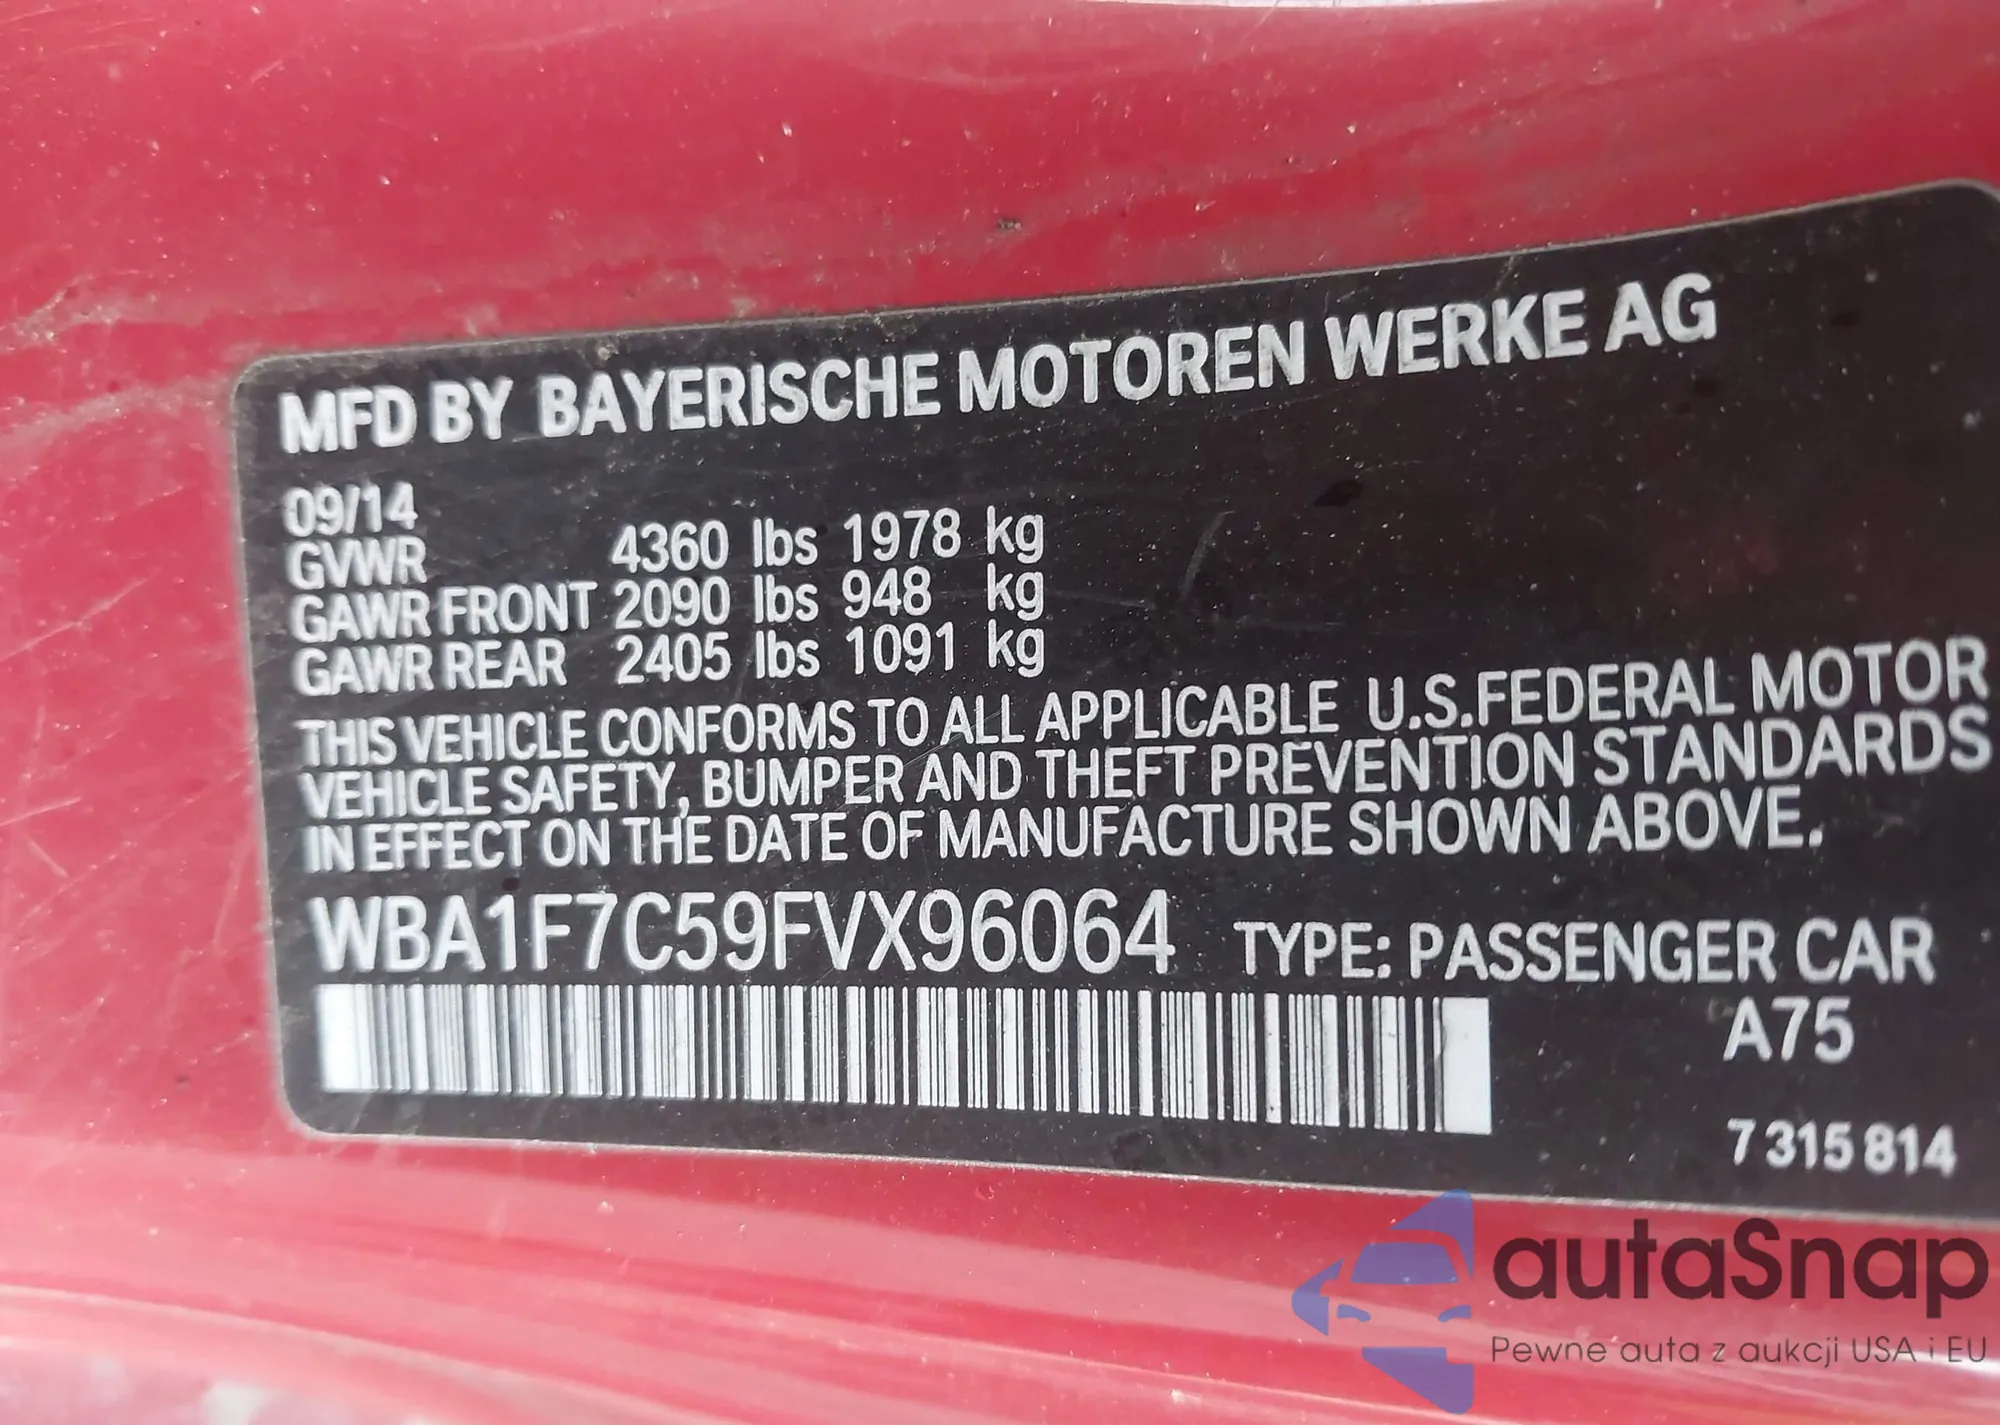 MFD BY BAYERISCHE MOTOREN WERKE AG
09/14
GVWR 4360 lbs 1978 kg
GAWR FRONT 2090 lbs 948 kg
GAWR REAR 2405 lbs 1091 kg
THIS VEHICLE CONFORMS TO ALL APPLICABLE U.S.FEDERAL MOTOR
VEHICLE SAFETY, BUMPER AND THEFT PREVENTION STANDARDS
IN EFFECT ON THE DATE OF MANUFACTURE SHOWN ABOVE.
WBA1F7C59FVX96064 TYPE: PASSENGER CAR
A75
7 315 814
autaSnap
Pewne auta z aukcji USA i EU